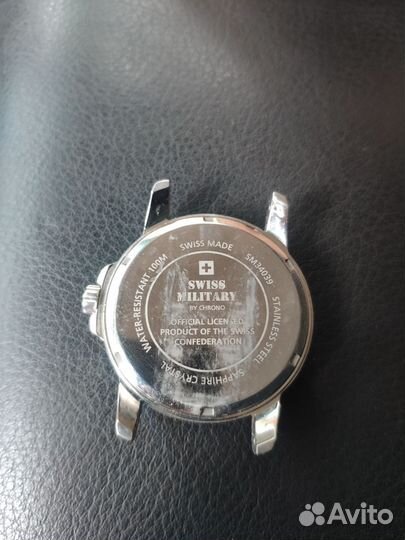 SWISS MADE
SM34039
STAINLESS STEEL
SAPPHIRE CRYSTAL
WATER-RESISTANT 100M
SWISS
MILITARY
BY CHRONO
OFFICIAL LICENSED
PRODUCT OF THE SWISS
CONFEDERATION
Avito